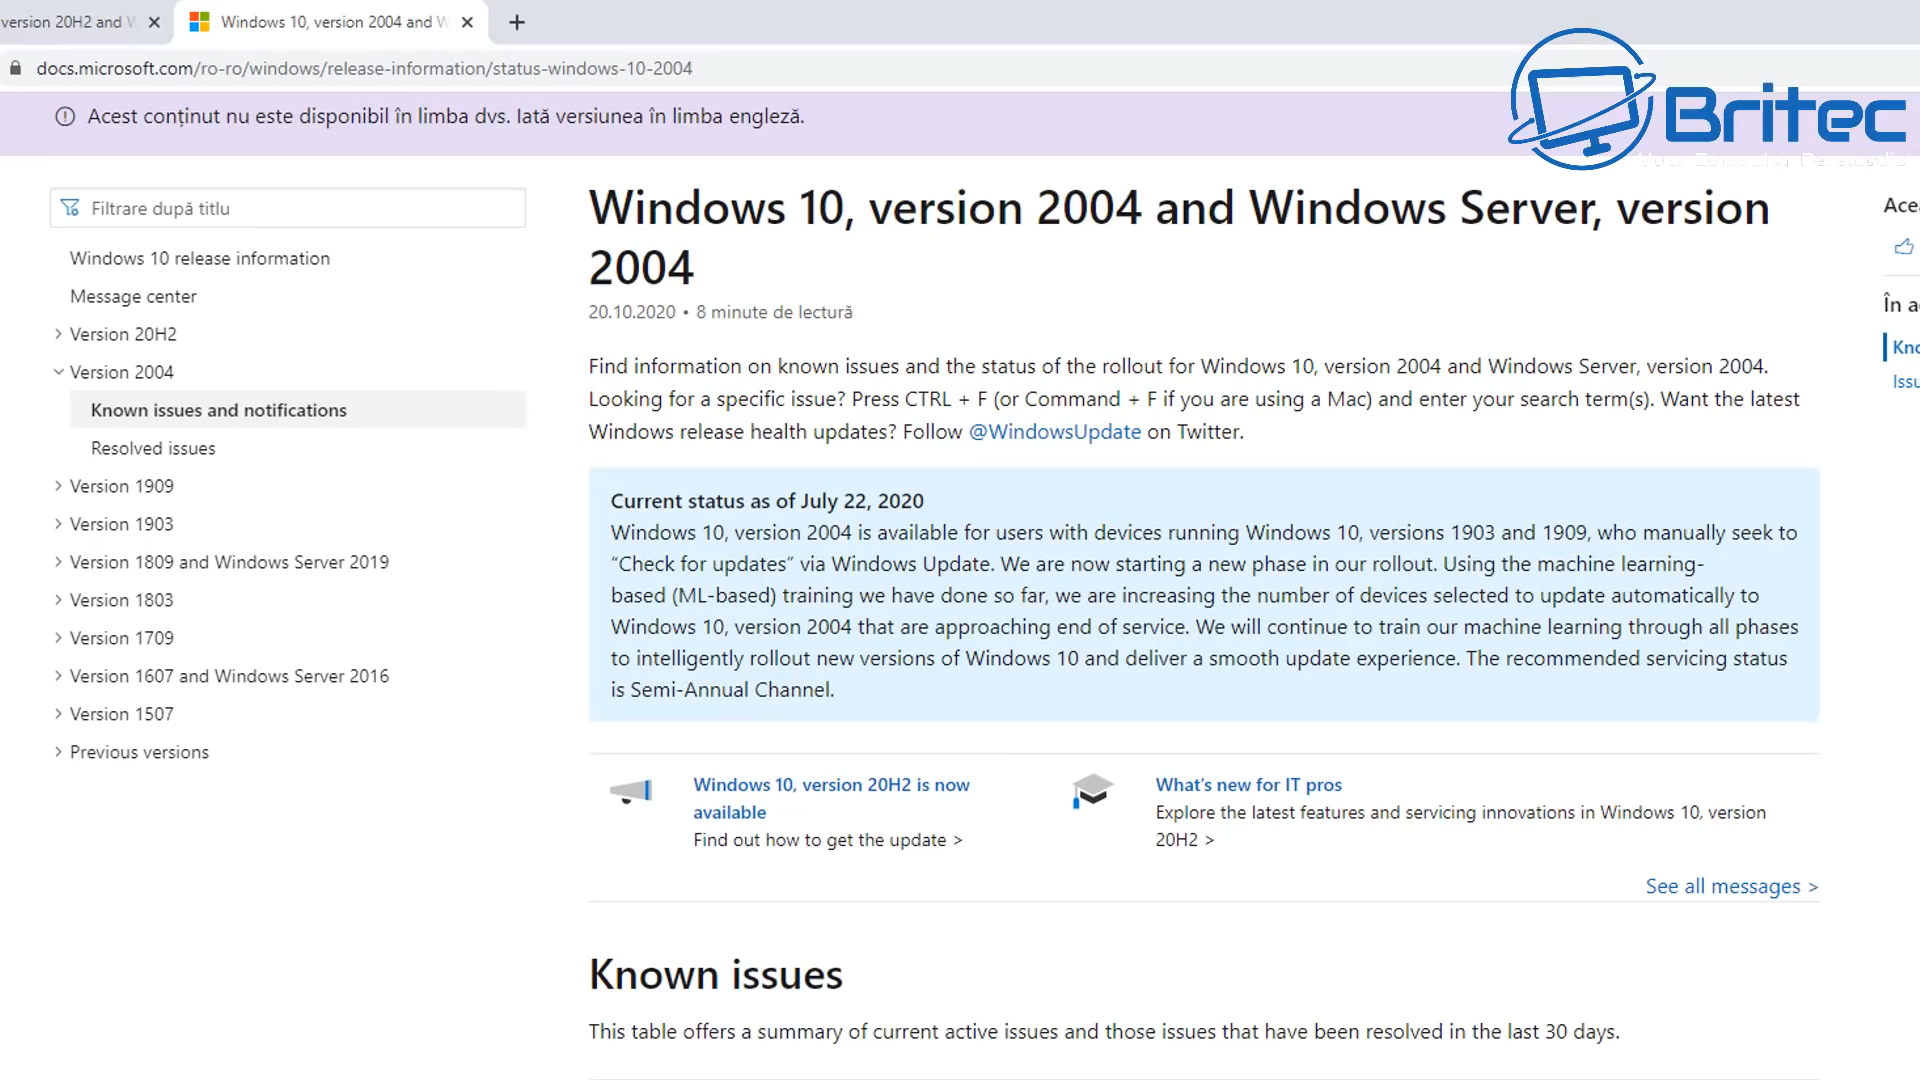 version 20H2 and W
Windows 10, version 2004 and W
docs.microsoft.com/ro-ro/windows/release-information/status-windows-10-2004
Britec
Acest conținut nu este disponibil în limba dvs. Iată versiunea în limba engleză.
Filtrare după titlu
Windows 10 release information
Message center
Version 20H2
Version 2004
Known issues and notifications
Resolved issues
Version 1909
Version 1903
Version 1809 and Windows Server 2019
Version 1803
Version 1709
Version 1607 and Windows Server 2016
Version 1507
Previous versions
Windows 10, version 2004 and Windows Server, version
2004
20.10.2020 • 8 minute de lectură
Find information on known issues and the status of the rollout for Windows 10, version 2004 and Windows Server, version 2004.
Looking for a specific issue? Press CTRL + F (or Command + F if you are using a Mac) and enter your search term(s). Want the latest
Windows release health updates? Follow @WindowsUpdate on Twitter.
Current status as of July 22, 2020
Windows 10, version 2004 is available for users with devices running Windows 10, versions 1903 and 1909, who manually seek to
“Check for updates” via Windows Update. We are now starting a new phase in our rollout. Using the machine learning-
based (ML-based) training we have done so far, we are increasing the number of devices selected to update automatically to
Windows 10, version 2004 that are approaching end of service. We will continue to train our machine learning through all phases
to intelligently rollout new versions of Windows 10 and deliver a smooth update experience. The recommended servicing status
is Semi-Annual Channel.
Windows 10, version 20H2 is now
available
Find out how to get the update >
What’s new for IT pros
Explore the latest features and servicing innovations in Windows 10, version
20H2 >
See all messages >
Known issues
This table offers a summary of current active issues and those issues that have been resolved in the last 30 days.
Acea
În a
Kno
Issu